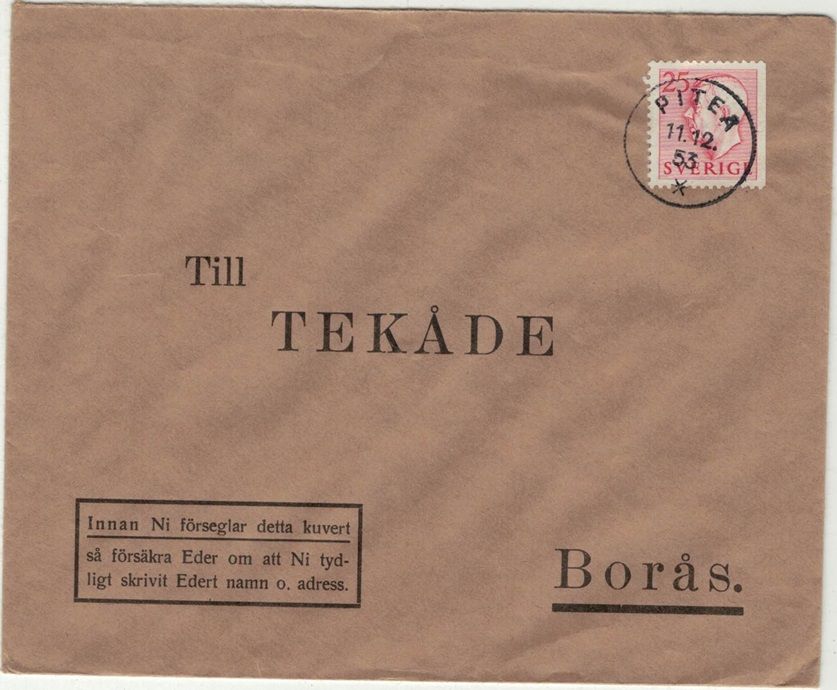 25
SVERIGE
PITEÅ
11.12.
53
Till
TEKÅDE
Innan Ni förseglar detta kuvert
så försäkra Eder om att Ni tyd-
ligt skrivit Edert namn o. adress.
Borås.